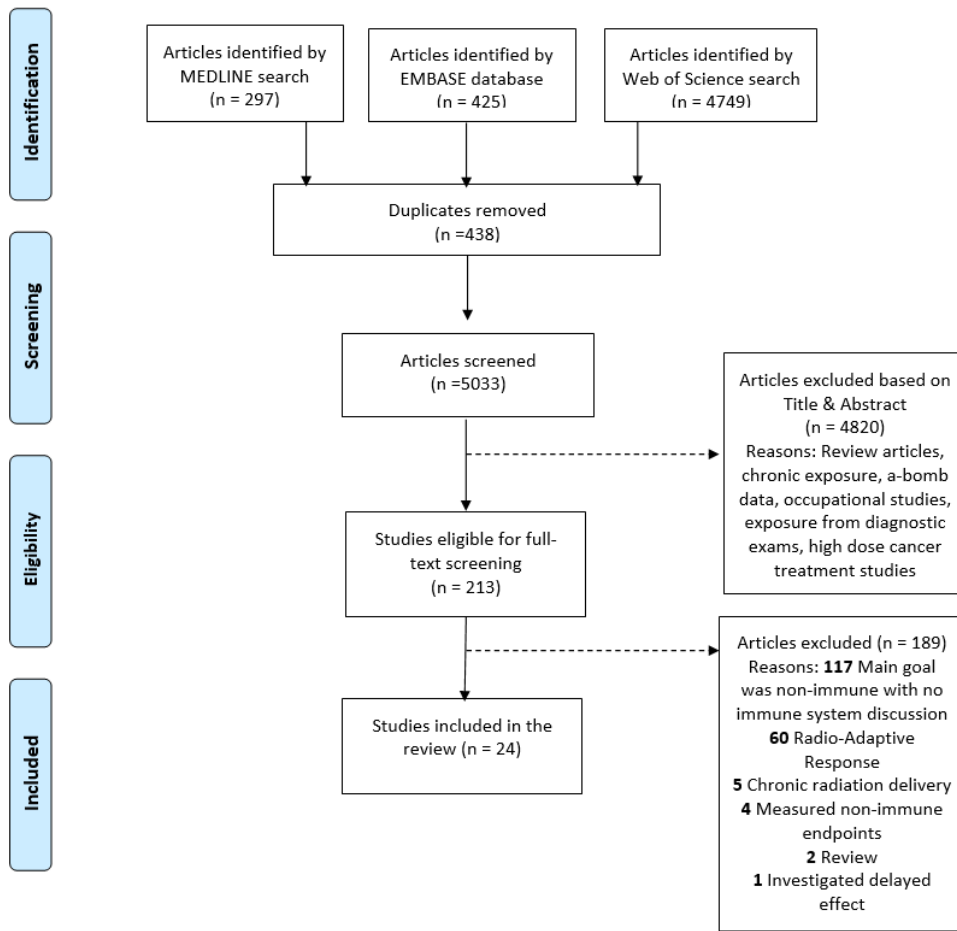 Identification
Articles identified by
MEDLINE search
(n = 297)
Articles identified by
EMBASE database
(n = 425)
Articles identified by
Web of Science search
(n = 4749)
Duplicates removed
(n =438)
Screening
Articles screened
(n =5033)
Articles excluded based on
Title & Abstract
(n = 4820)
Reasons: Review articles,
chronic exposure, a-bomb
data, occupational studies,
exposure from diagnostic
exams, high dose cancer
treatment studies
Eligibility
Studies eligible for full-
text screening
(n = 213)
Articles excluded (n = 189)
Reasons: 117 Main goal
was non-immune with no
immune system discussion
60 Radio-Adaptive
Response
5 Chronic radiation delivery
4 Measured non-immune
endpoints
2 Review
1 Investigated delayed
effect
Included
Studies included in the
review (n = 24)